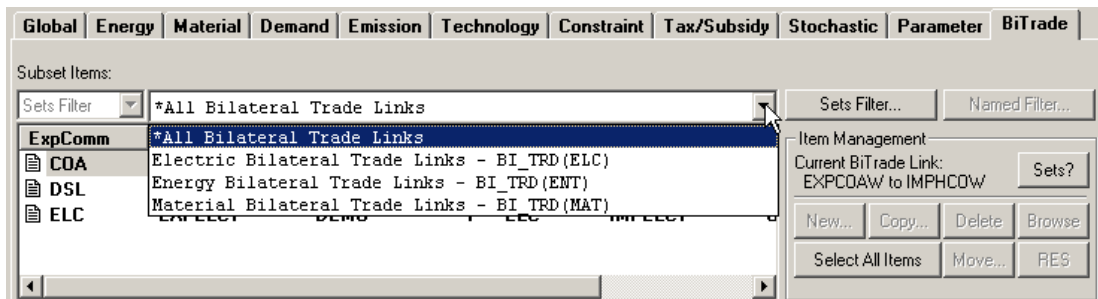 Global Energy Material Demand Emission Technology Constraint Tax/Subsidy Stochastic Parameter BiTrade
Subset Items:
Sets Filter *All Bilateral Trade Links Sets Filter... Named Filter...
ExpComm *All Bilateral Trade Links Item Management
COA Electric Bilateral Trade Links - BI_TRD(ELC) Current BiTrade Link: Sets?
EXPCOAW to IMPHCOW
DSL Energy Bilateral Trade Links - BI_TRD(ENT)
Material Bilateral Trade Links - BI_TRD(MAT)
ELC
New... Copy... Delete Browse
Select All Items Move... RES